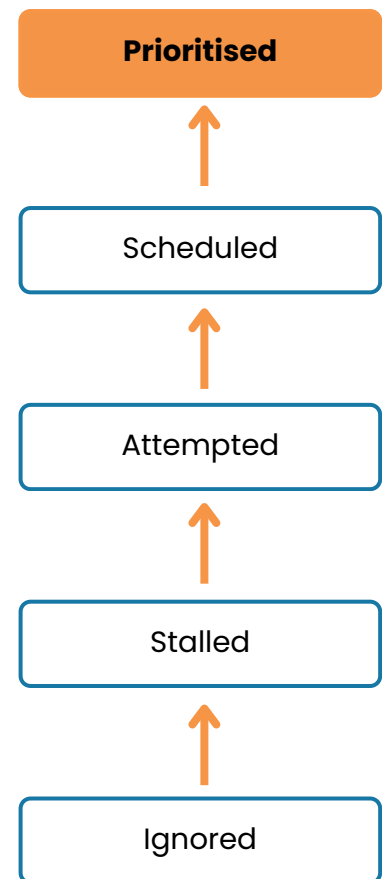 Prioritised
Scheduled
Attempted
Stalled
Ignored